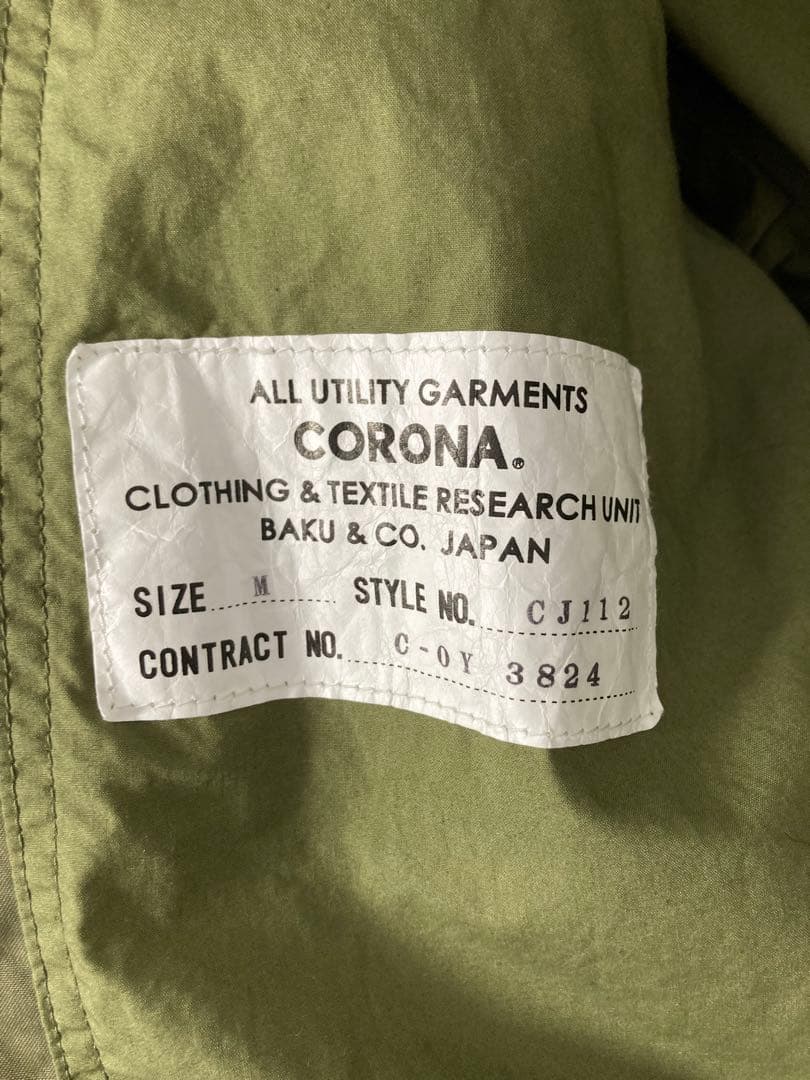 ALL UTILITY GARMENTS
CORONA.®
CLOTHING & TEXTILE RESEARCH UNIT
BAKU & CO. JAPAN
SIZE M STYLE NO. CJ112
CONTRACT NO. C-0Y 3824